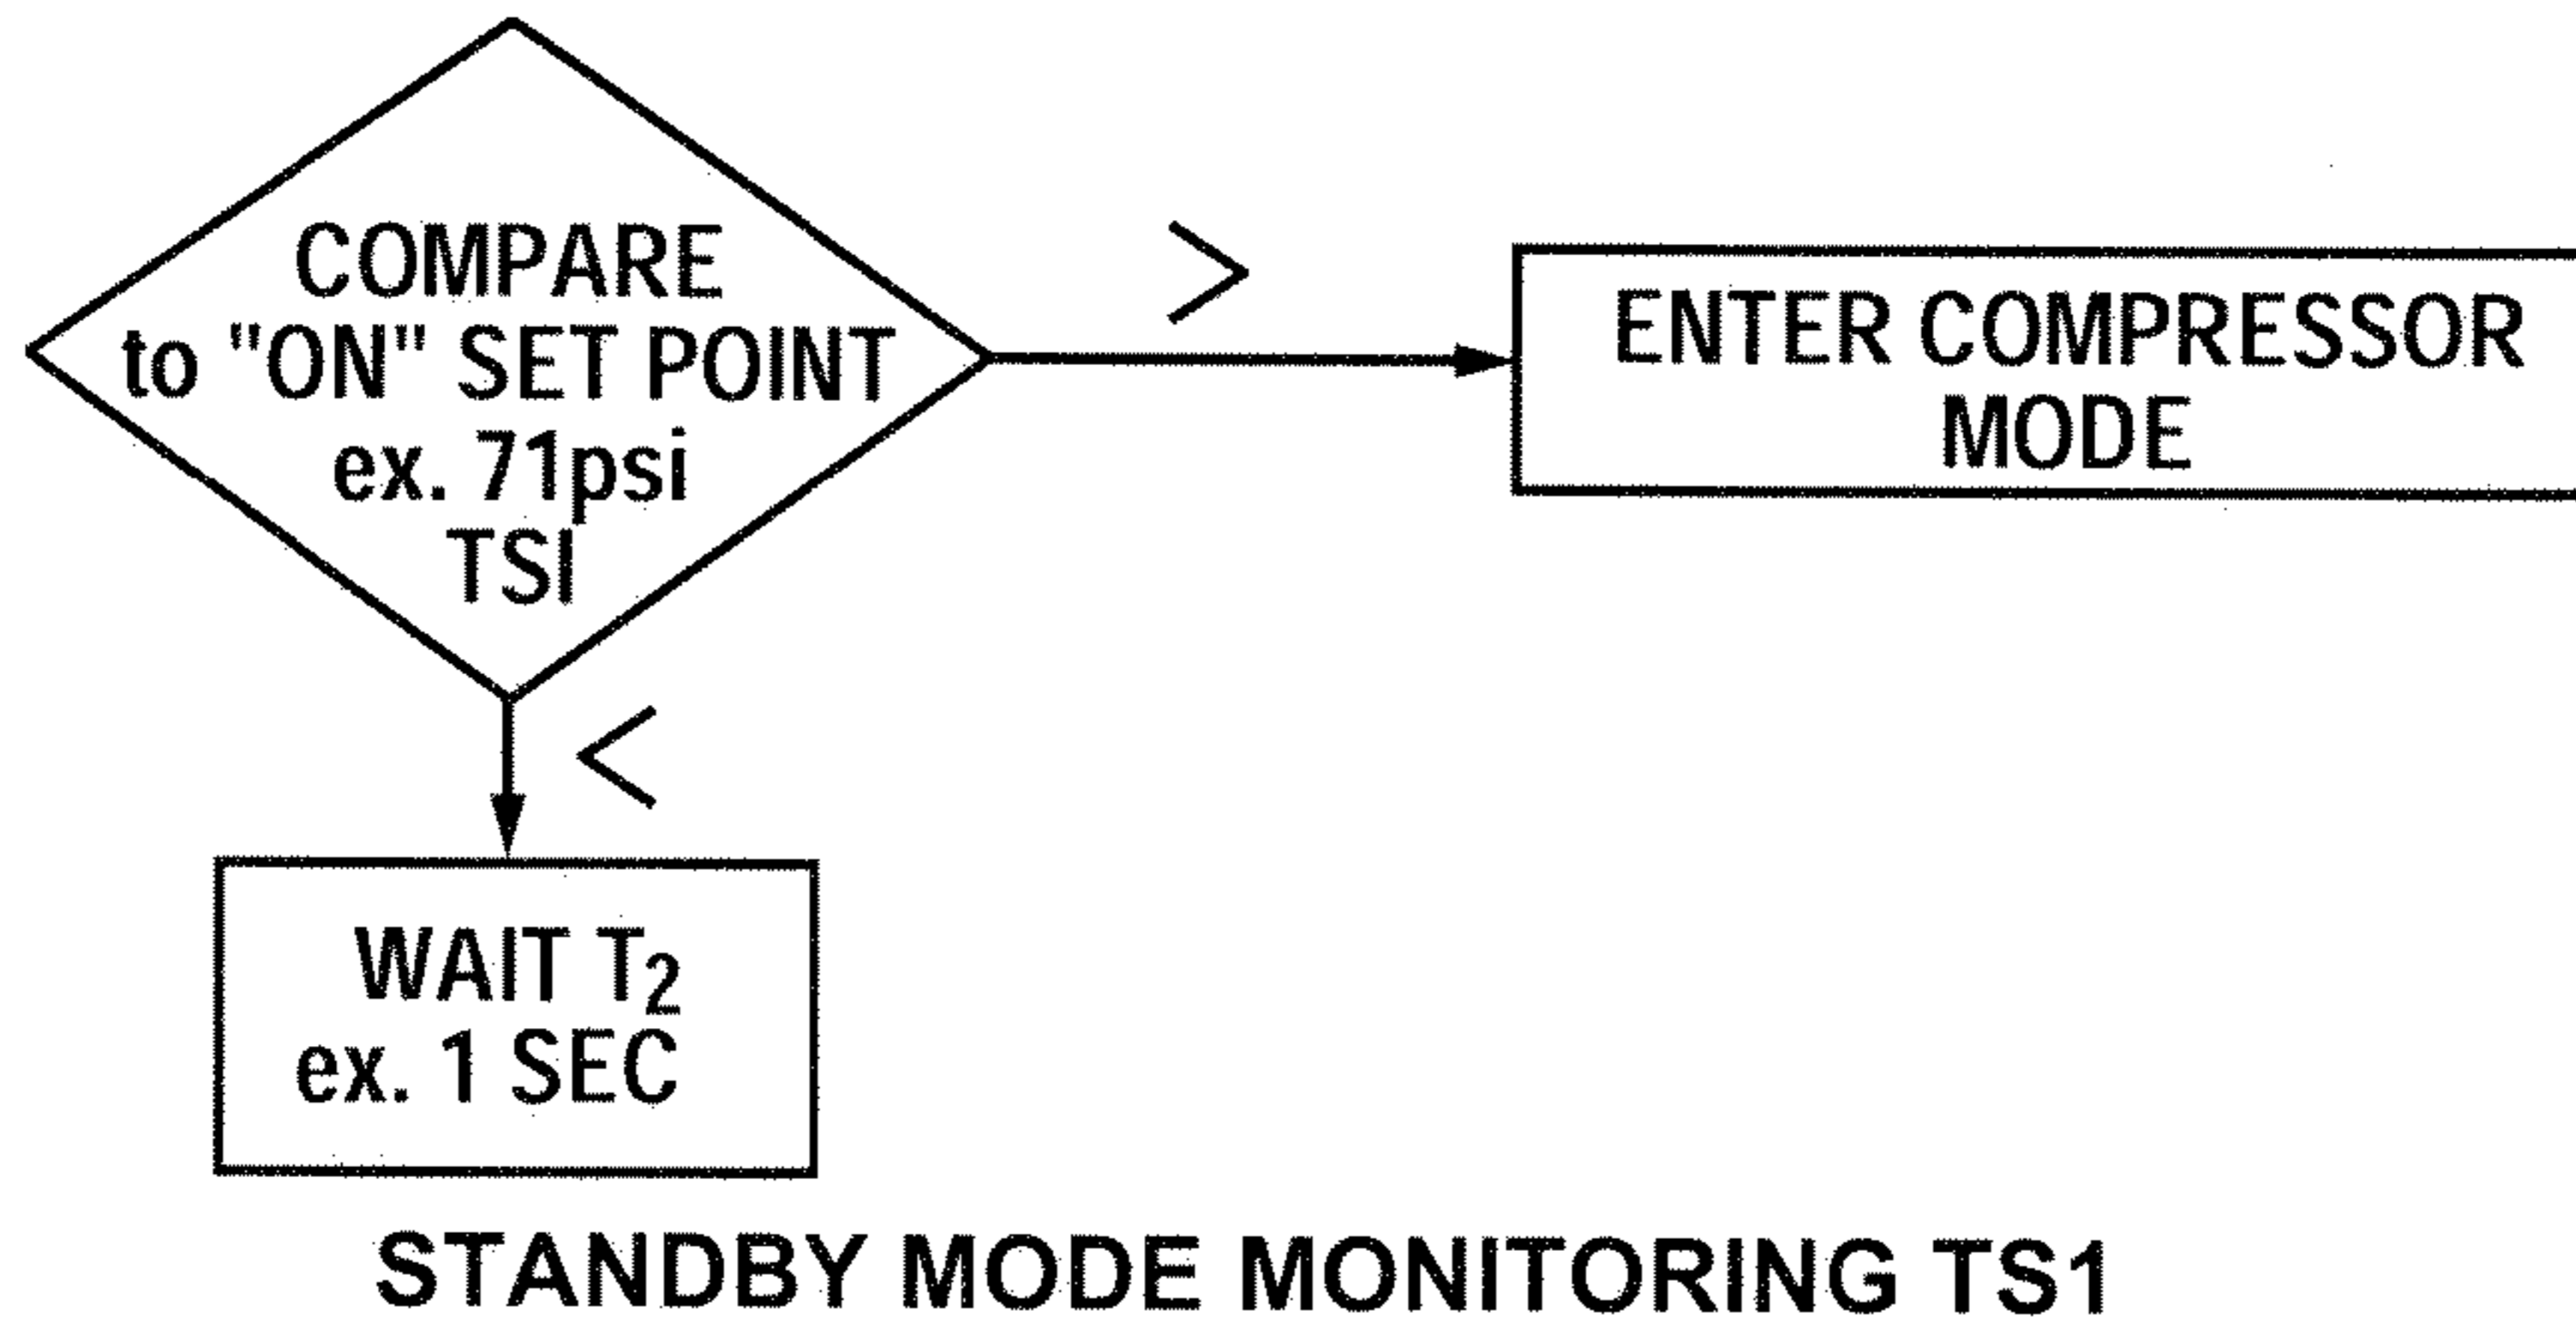 COMPARE
to "ON" SET POINT
ex. 71psi
TSI
>
ENTER COMPRESSOR
MODE
<
WAIT T₂
ex. 1 SEC
STANDBY MODE MONITORING TS1